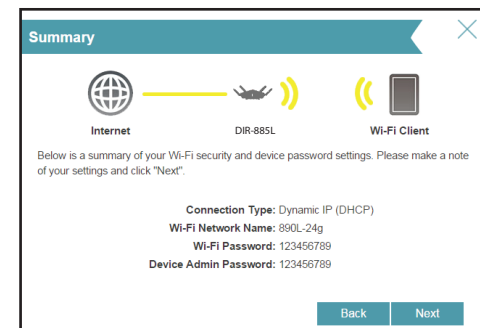 Summary
Internet
DIR-885L
Wi-Fi Client
Below is a summary of your Wi-Fi security and device password settings. Please make a note
of your settings and click "Next".
Connection Type: Dynamic IP (DHCP)
Wi-Fi Network Name: 890L-24g
Wi-Fi Password: 123456789
Device Admin Password: 123456789
Back
Next